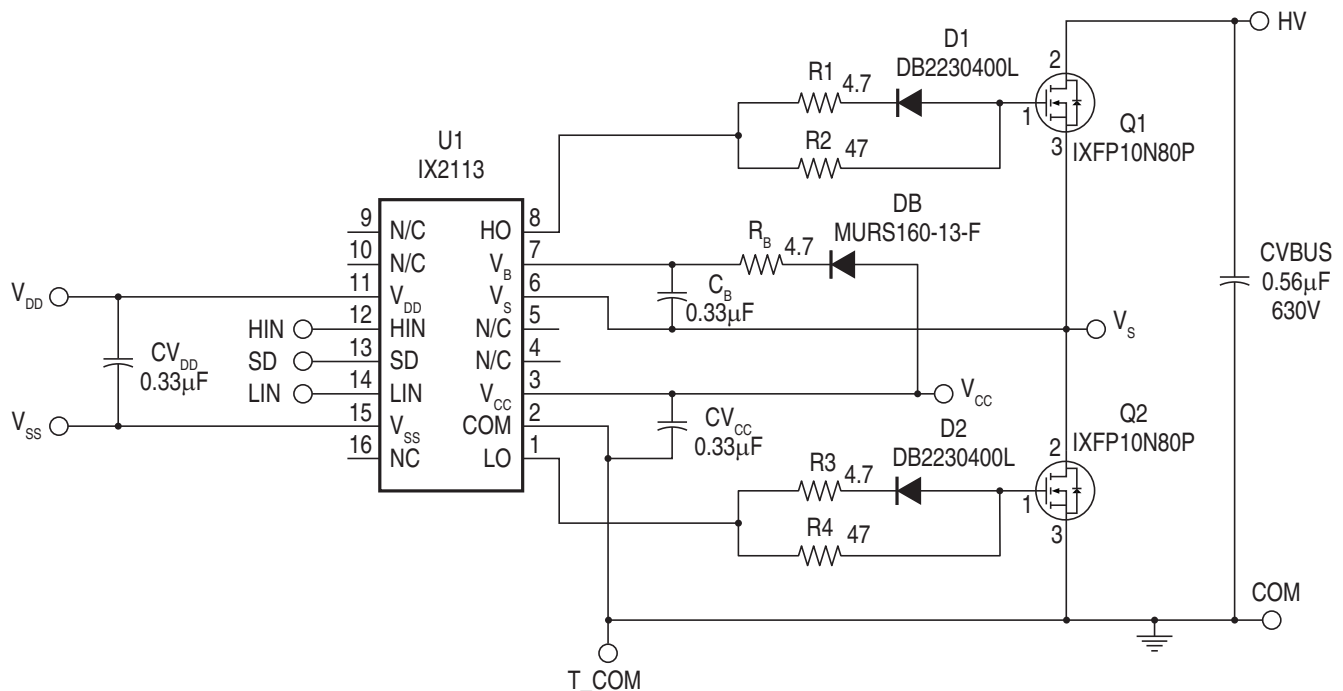 HV
D1
DB2230400L
R1 4.7
2
1
3
Q1
IXFP10N80P
R2 47
U1
IX2113
DB
MURS160-13-F
R_B 4.7
CVBUS
0.56μF
630V
9 N/C HO 8
10 N/C V_B 7
11 V_DD V_S 6
12 HIN N/C 5
13 SD N/C 4
14 LIN V_CC 3
15 V_SS COM 2
16 NC LO 1
V_DD
HIN
SD
LIN
V_SS
CV_DD
0.33μF
C_B
0.33μF
V_S
V_CC
CV_CC
0.33μF
D2
DB2230400L
R3 4.7
2
1
3
Q2
IXFP10N80P
R4 47
COM
T_COM